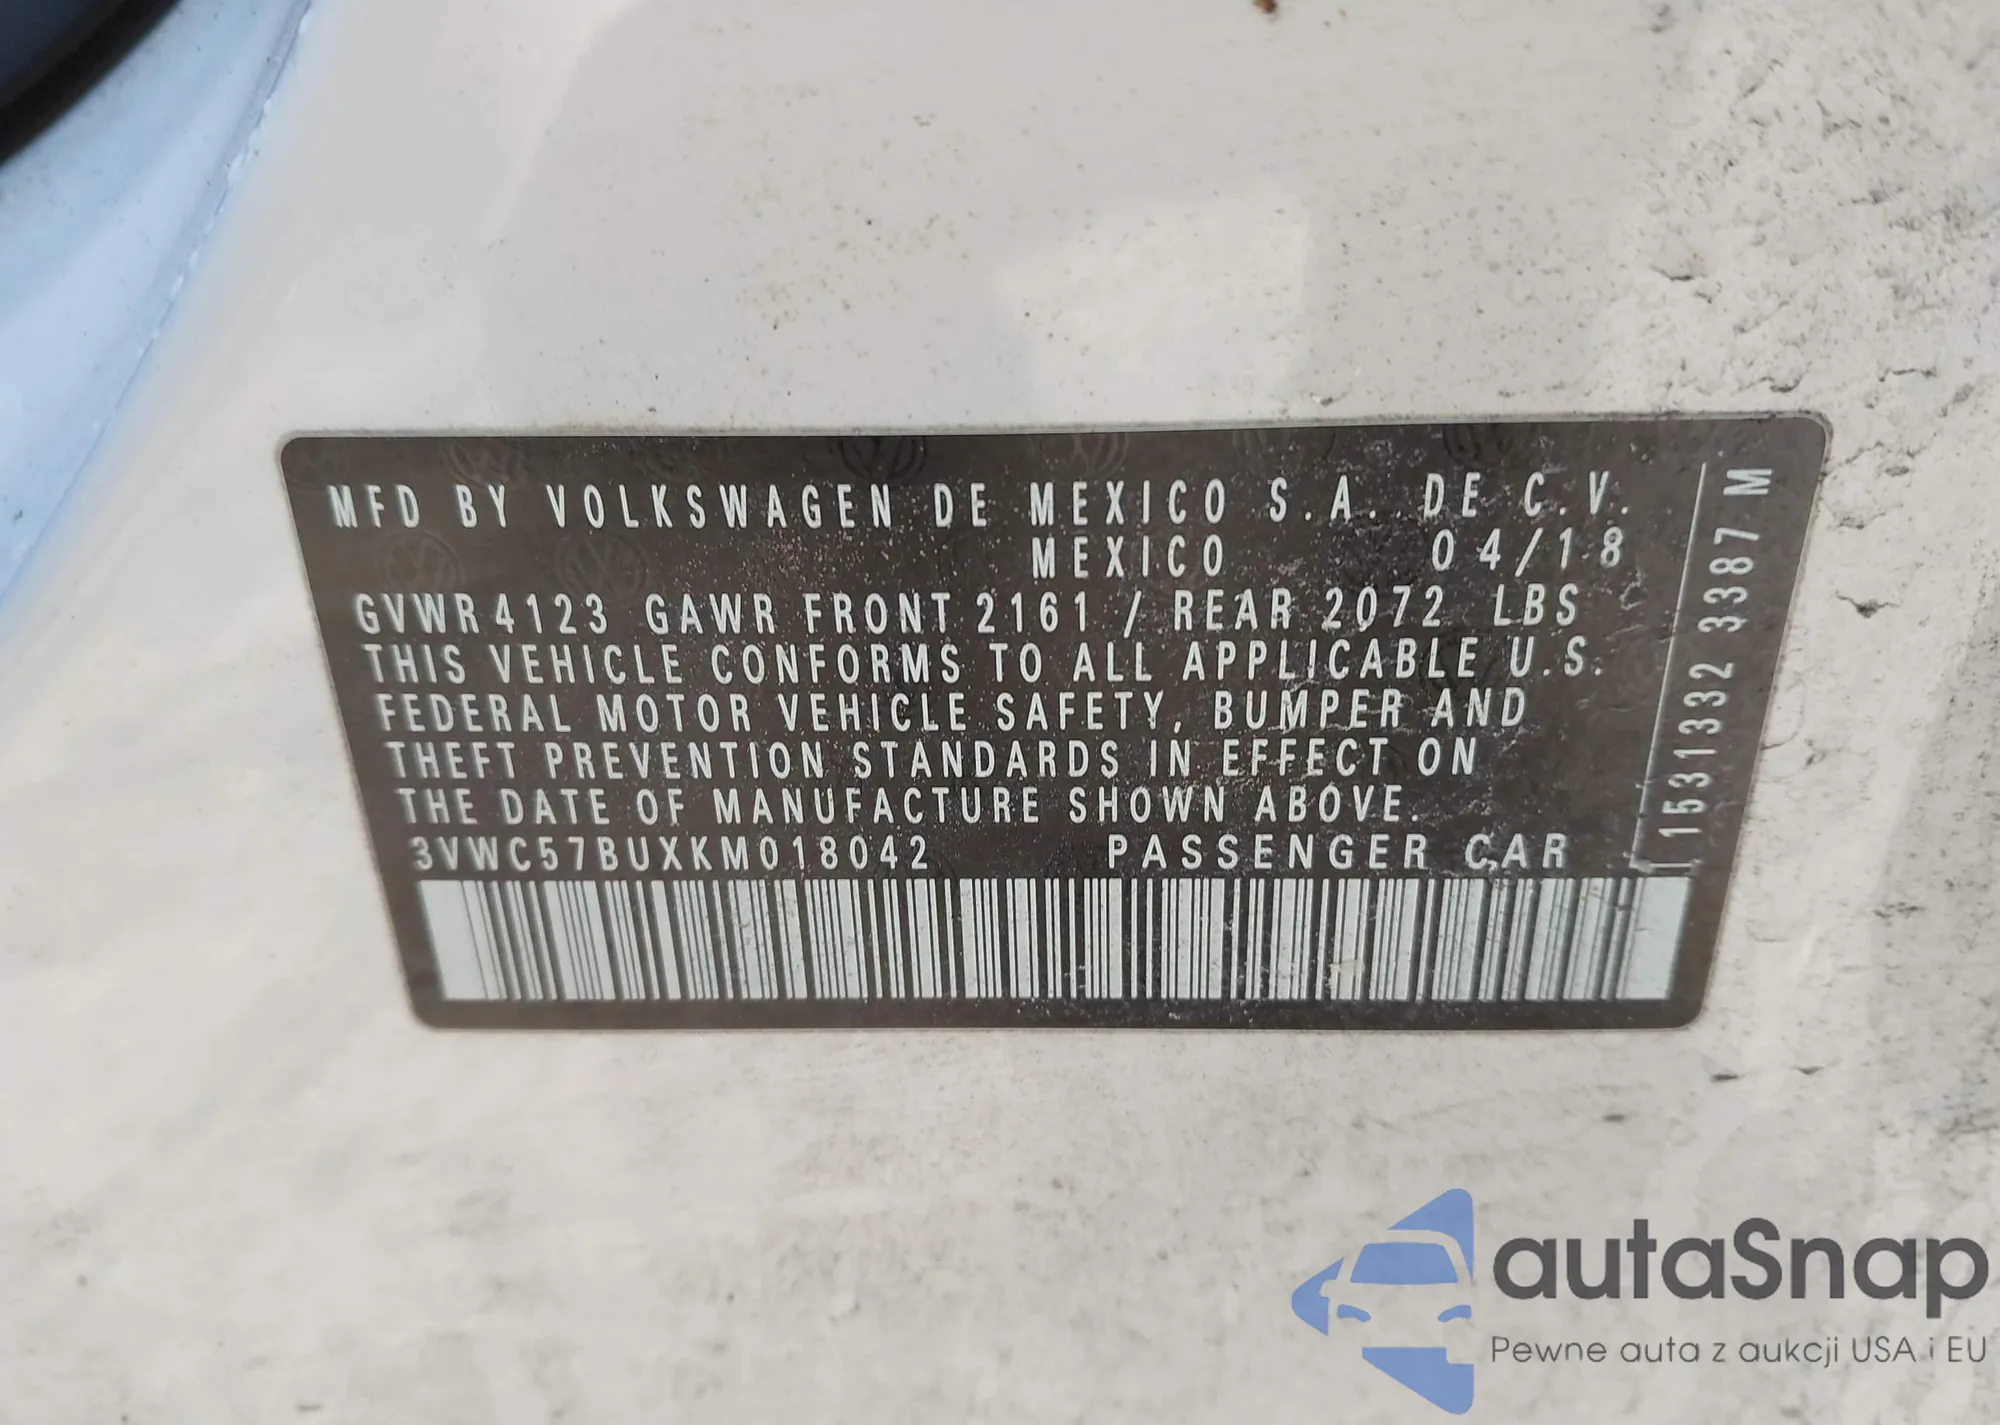 MFD BY VOLKSWAGEN DE MEXICO S.A. DE C.V.
MEXICO 04/18
GVWR 4123 GAWR FRONT 2161 / REAR 2072 LBS
THIS VEHICLE CONFORMS TO ALL APPLICABLE U.S.
FEDERAL MOTOR VEHICLE SAFETY, BUMPER AND
THEFT PREVENTION STANDARDS IN EFFECT ON
THE DATE OF MANUFACTURE SHOWN ABOVE.
3VWC57BUXKM018042 PASSENGER CAR
1531332 3387 M
autaSnap
Pewne auta z aukcji USA i EU